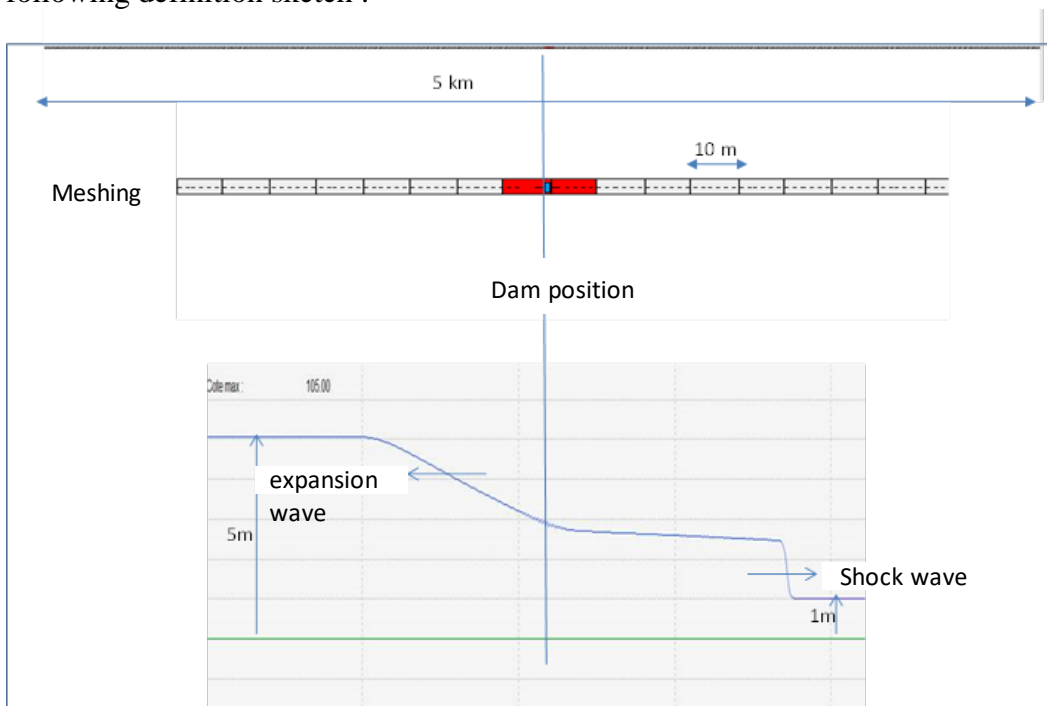 following definition sketch :
5 km
10 m
Meshing
Dam position
Cote max : 105.00
expansion
wave
5m
Shock wave
1m